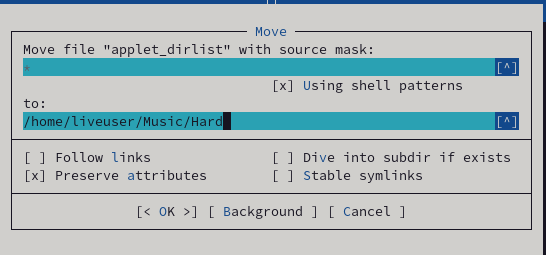 Move
Move file "applet_dirlist" with source mask:
* [^]
[x] Using shell patterns
to:
/home/liveuser/Music/Hard [^]
[ ] Follow links [ ] Dive into subdir if exists
[x] Preserve attributes [ ] Stable symlinks
[< OK >] [ Background ] [ Cancel ]